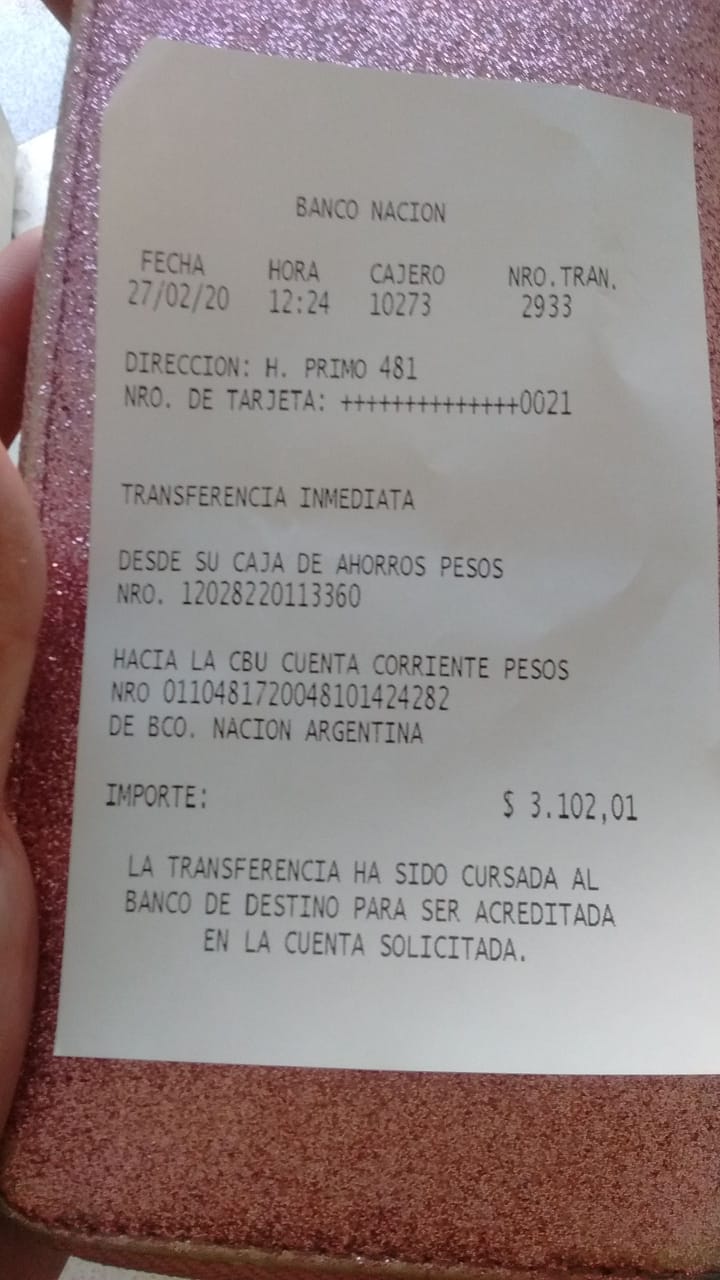 BANCO NACION
FECHA HORA CAJERO NRO.TRAN.
27/02/20 12:24 10273 2933
DIRECCION: H. PRIMO 481
NRO. DE TARJETA: ++++++++++++++0021
TRANSFERENCIA INMEDIATA
DESDE SU CAJA DE AHORROS PESOS
NRO. 12028220113360
HACIA LA CBU CUENTA CORRIENTE PESOS
NRO 0110481720048101424282
DE BCO. NACION ARGENTINA
IMPORTE: $ 3.102,01
LA TRANSFERENCIA HA SIDO CURSADA AL
BANCO DE DESTINO PARA SER ACREDITADA
EN LA CUENTA SOLICITADA.